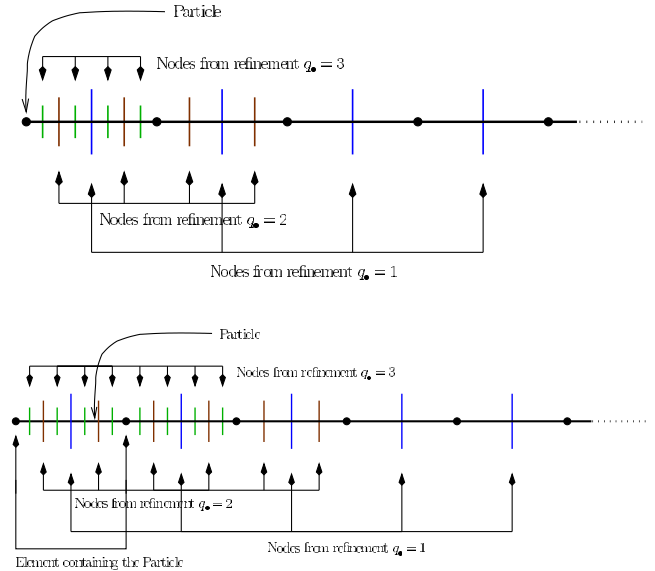 Particle
Nodes from refinement q• = 3
Nodes from refinement q• = 2
Nodes from refinement q• = 1
Particle
Nodes from refinement q• = 3
Nodes from refinement q• = 2
Nodes from refinement q• = 1
Element containing the Particle